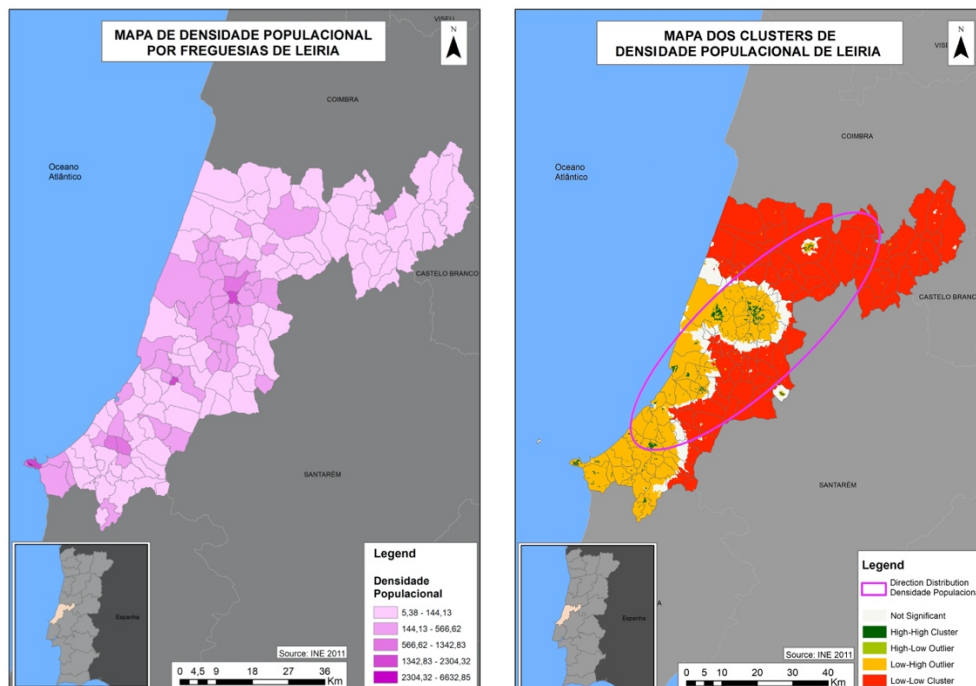 MAPA DE DENSIDADE POPULACIONAL
POR FREGUESIAS DE LEIRIA
N
VISEU
COIMBRA
Oceano
Atlântico
CASTELO BRANCO
SANTARÉM
Espanha
Legend
Densidade
Populacional
5,38 - 144,13
144,13 - 566,62
566,62 - 1342,83
1342,83 - 2304,32
2304,32 - 6632,85
Source: INE 2011
0 4,5 9 18 27 36
Km
MAPA DOS CLUSTERS DE
DENSIDADE POPULACIONAL DE LEIRIA
N
COIMBRA
Oceano
Atlântico
CASTELO BRANCO
SANTARÉM
Espanha
Legend
Direction Distribution
Densidade Populacion
Not Significant
High-High Cluster
High-Low Outlier
Low-High Outlier
Low-Low Cluster
Source: INE 2011
0 5 10 20 30 40
Km